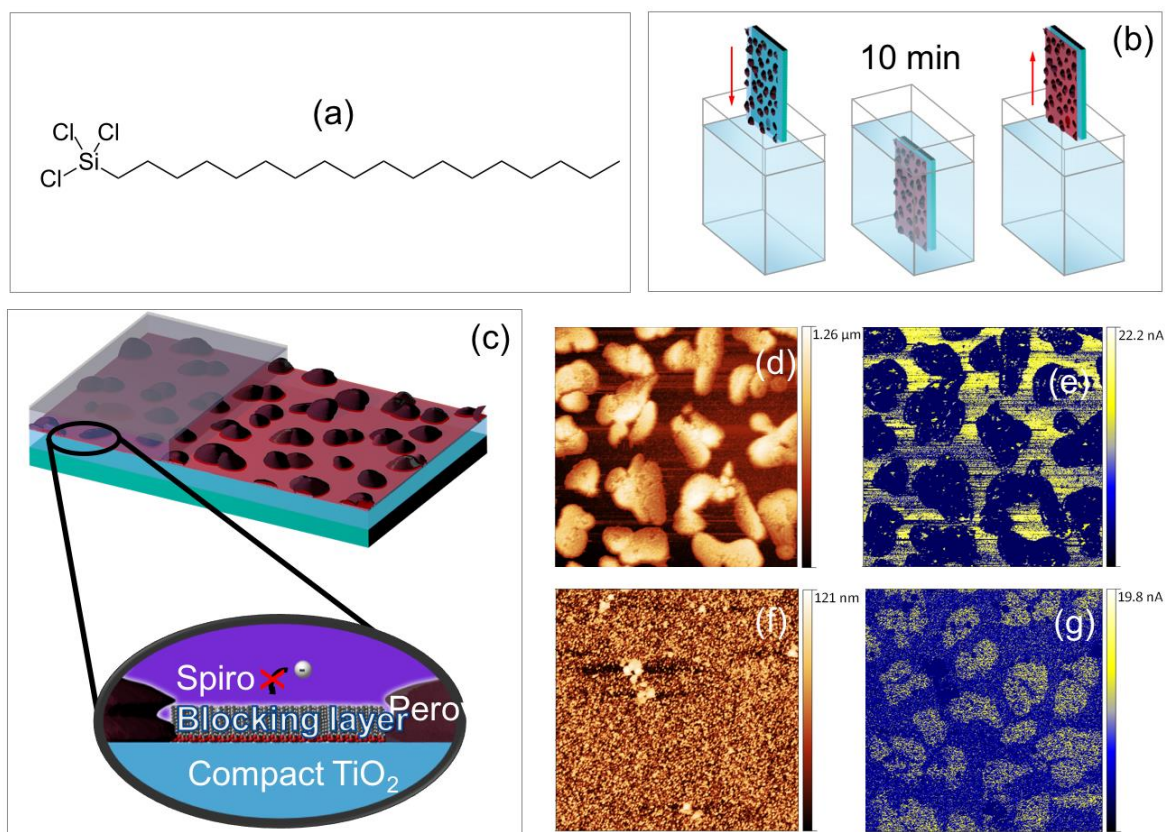 (a)
Cl
Cl
Si
Cl
(b)
10 min
(c)
Spiro
Blocking layer
Perov
Compact TiO₂
(d)
1.26 µm
(e)
22.2 nA
(f)
121 nm
(g)
19.8 nA